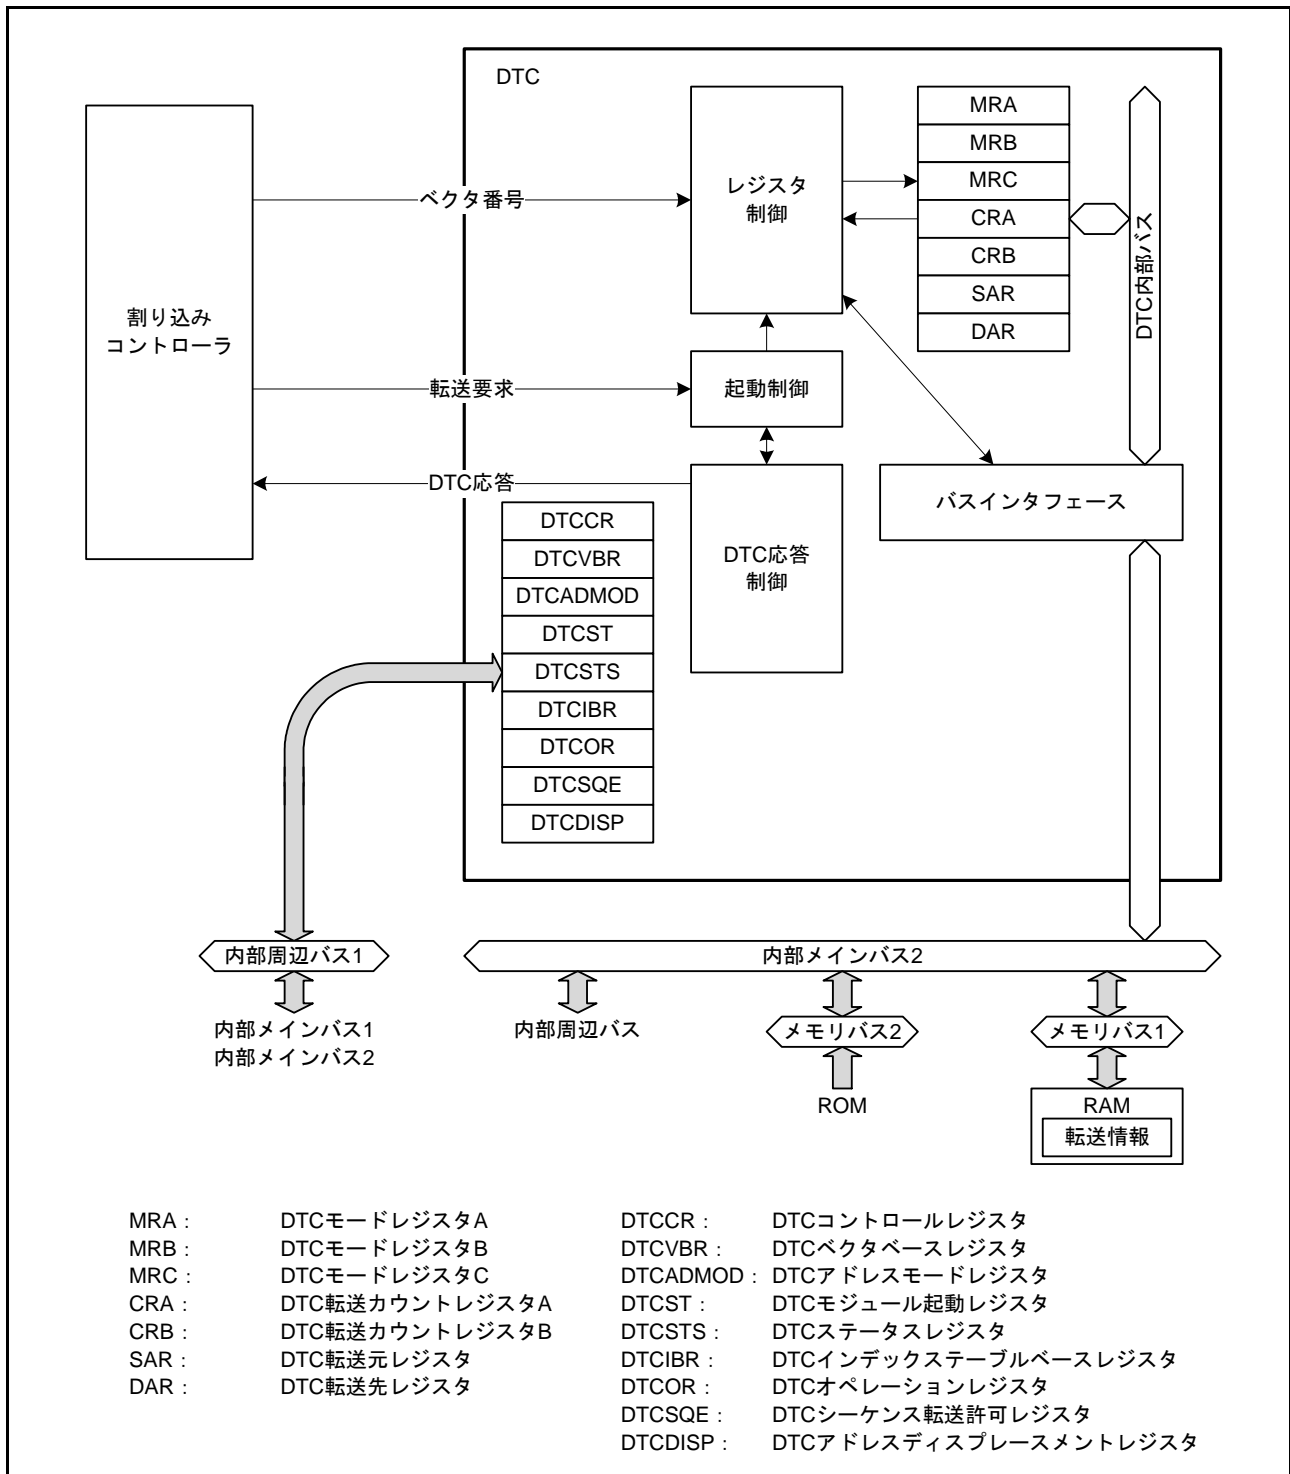 DTC
割り込み
コントローラ
ベクタ番号
転送要求
DTC応答
レジスタ
制御
起動制御
DTC応答
制御
MRA
MRB
MRC
CRA
CRB
SAR
DAR
DTC内部バス
バスインタフェース
DTCCR
DTCVBR
DTCADMOD
DTCST
DTCSTS
DTCIBR
DTCOR
DTCSQE
DTCDISP
内部周辺バス1
内部メインバス1
内部メインバス2
内部メインバス2
内部周辺バス
メモリバス2
ROM
メモリバス1
RAM
転送情報
MRA : DTCモードレジスタA
MRB : DTCモードレジスタB
MRC : DTCモードレジスタC
CRA : DTC転送カウントレジスタA
CRB : DTC転送カウントレジスタB
SAR : DTC転送元レジスタ
DAR : DTC転送先レジスタ
DTCCR : DTCコントロールレジスタ
DTCVBR : DTCベクタベースレジスタ
DTCADMOD : DTCアドレスモードレジスタ
DTCST : DTCモジュール起動レジスタ
DTCSTS : DTCステータスレジスタ
DTCIBR : DTCインデックステーブルベースレジスタ
DTCOR : DTCオペレーションレジスタ
DTCSQE : DTCシーケンス転送許可レジスタ
DTCDISP : DTCアドレスディスプレースメントレジスタ